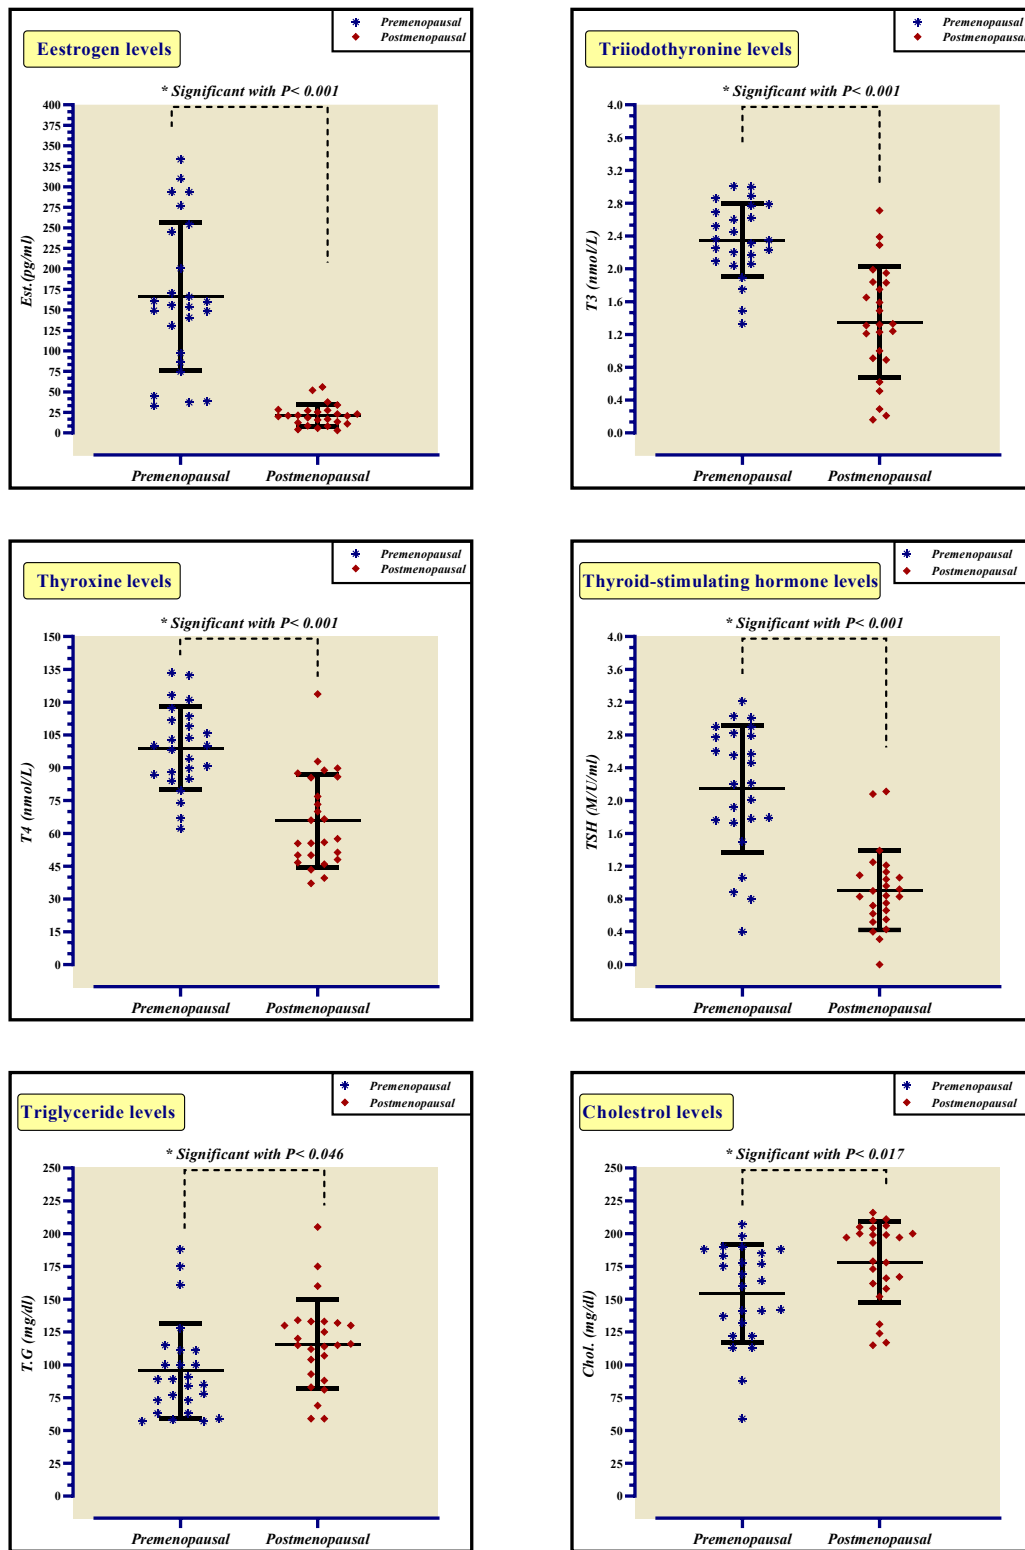 Premenopausal
Postmenopausal
Eestrogen levels
* Significant with P< 0.001
400
375
350
325
300
275
250
225
200
175
150
125
100
75
50
25
0
Est.(pg/ml)
Premenopausal
Postmenopausal
Premenopausal
Postmenopausal
Triiodothyronine levels
* Significant with P< 0.001
4.0
3.6
3.2
2.8
2.4
2.0
1.6
1.2
0.8
0.4
0.0
T3 (nmol/L)
Premenopausal
Postmenopausal
Premenopausal
Postmenopausal
Thyroxine levels
* Significant with P< 0.001
150
135
120
105
90
75
60
45
30
15
0
T4 (nmol/L)
Premenopausal
Postmenopausal
Premenopausal
Postmenopausal
Thyroid-stimulating hormone levels
* Significant with P< 0.001
4.0
3.6
3.2
2.8
2.4
2.0
1.6
1.2
0.8
0.4
0.0
TSH (M/U/ml)
Premenopausal
Postmenopausal
Premenopausal
Postmenopausal
Triglyceride levels
* Significant with P< 0.046
250
225
200
175
150
125
100
75
50
25
0
T.G (mg/dl)
Premenopausal
Postmenopausal
Premenopausal
Postmenopausal
Cholestrol levels
* Significant with P< 0.017
250
225
200
175
150
125
100
75
50
25
0
Chol. (mg/dl)
Premenopausal
Postmenopausal